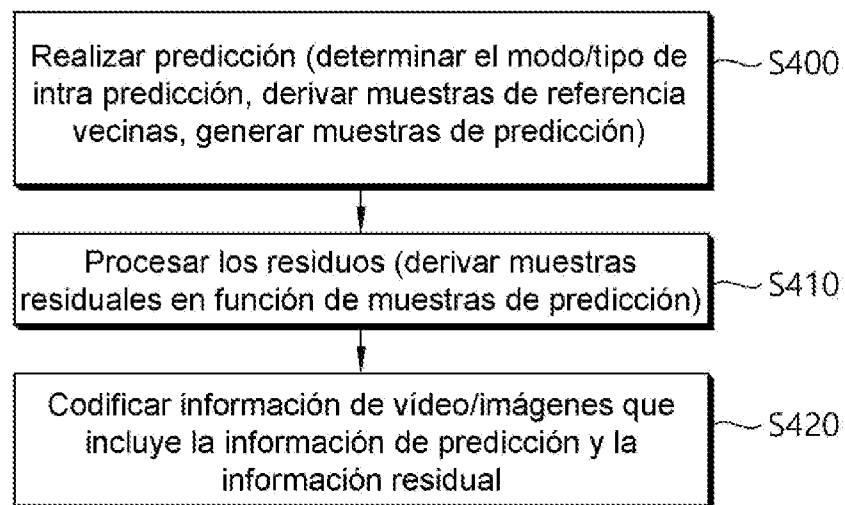 Realizar predicción (determinar el modo/tipo de
intra predicción, derivar muestras de referencia
vecinas, generar muestras de predicción)
S400
Procesar los residuos (derivar muestras
residuales en función de muestras de predicción)
S410
Codificar información de vídeo/imágenes que
incluye la información de predicción y la
información residual
S420